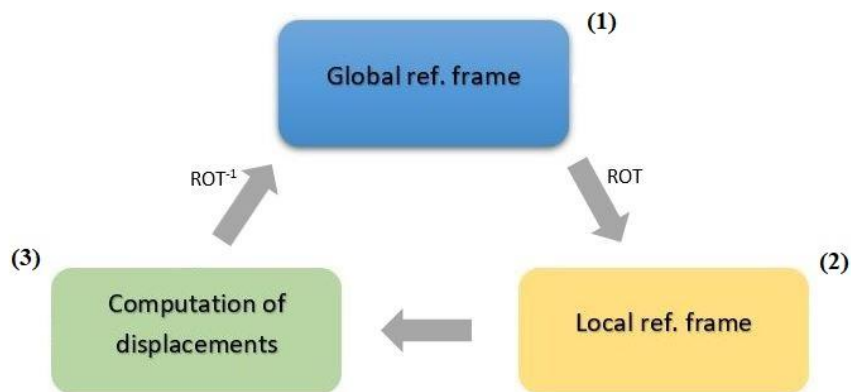 (1)
Global ref. frame
ROT⁻¹
ROT
(3)
(2)
Computation of
displacements
Local ref. frame